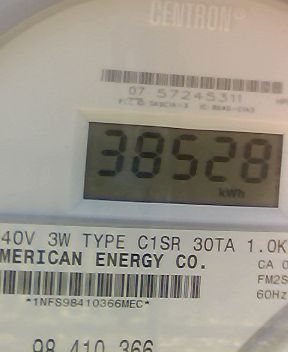 CENTRON®
07 57245311
38528
kWh
40V 3W TYPE C1SR 30TA 1.0K
MERICAN ENERGY CO.
CA 0
FM2S
60Hz
*1NFS98410366MEC*
98 410 366